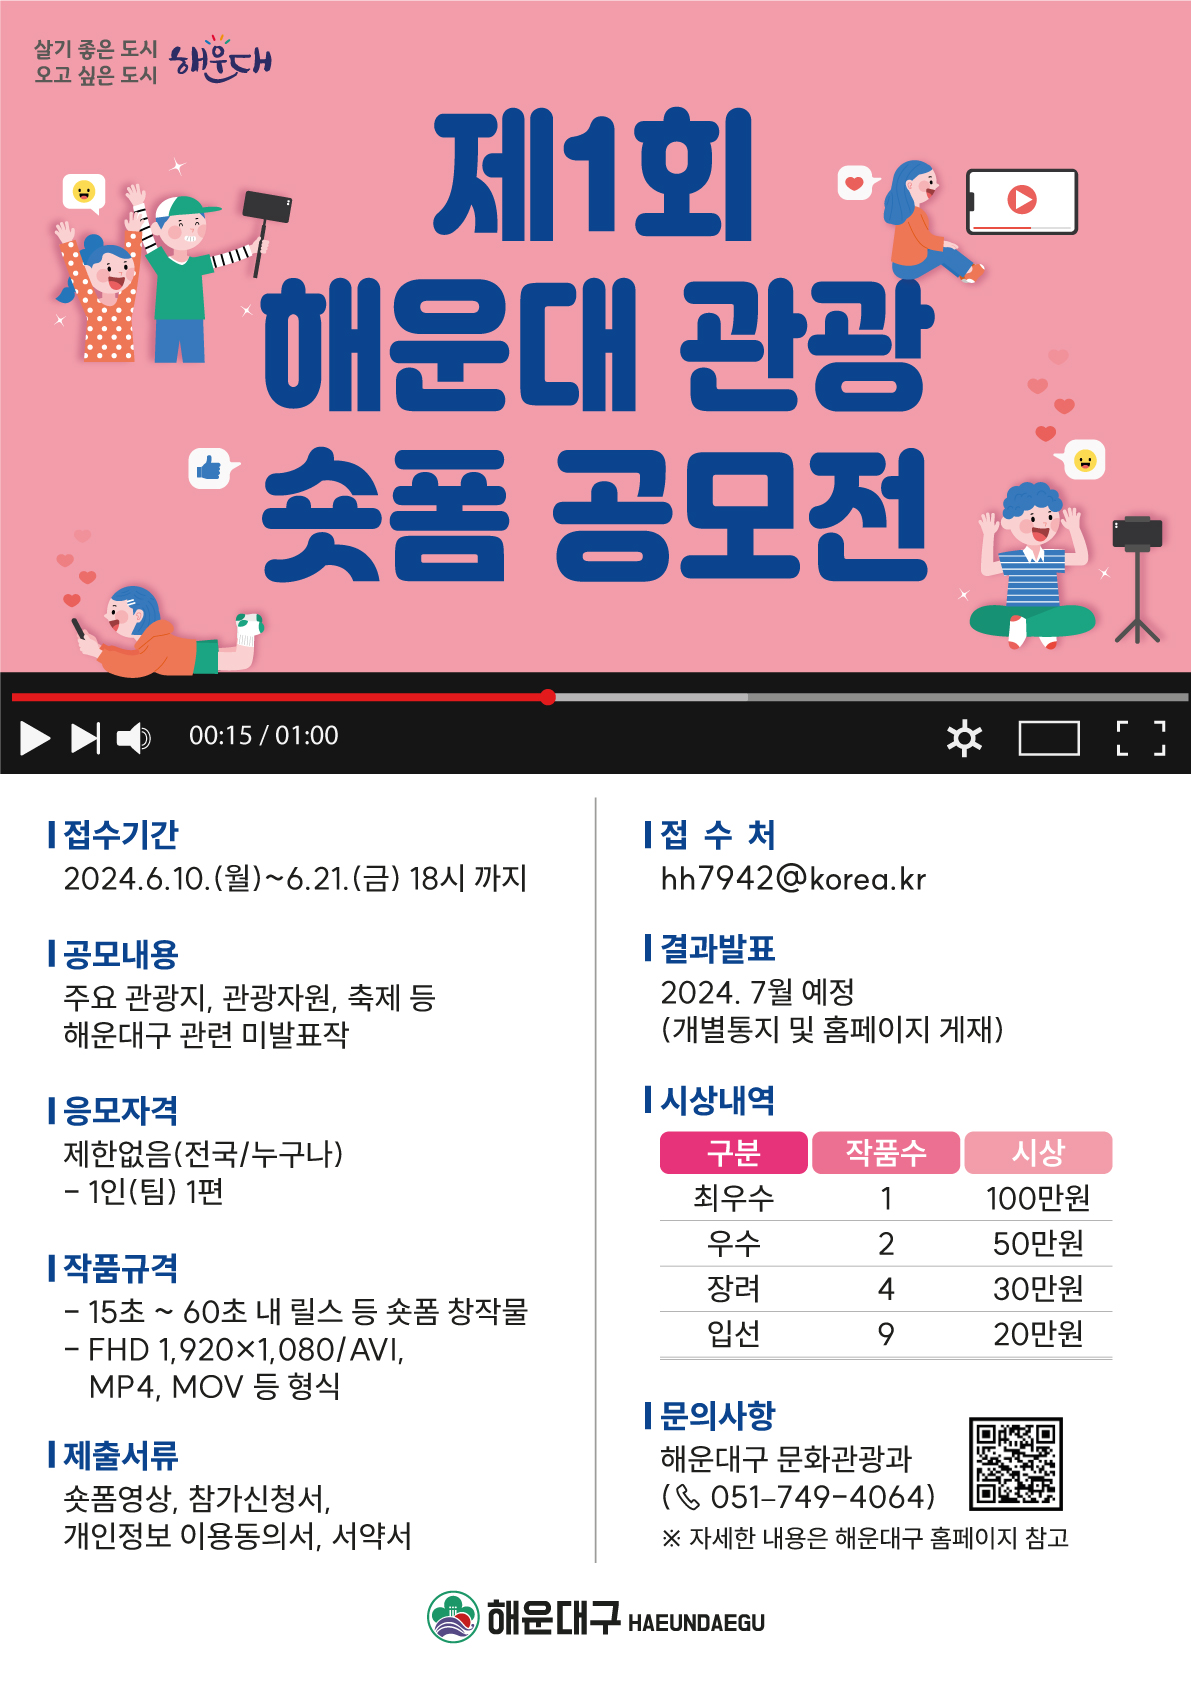 살기 좋은 도시
오고 싶은 도시
해운대
제1회
해운대 관광
숏폼 공모전
00:15 / 01:00
접수기간
2024.6.10.(월)~6.21.(금) 18시 까지
공모내용
주요 관광지, 관광자원, 축제 등
해운대구 관련 미발표작
응모자격
제한없음(전국/누구나)
- 1인(팀) 1편
작품규격
- 15초 ~ 60초 내 릴스 등 숏폼 창작물
- FHD 1,920×1,080/AVI,
MP4, MOV 등 형식
제출서류
숏폼영상, 참가신청서,
개인정보 이용동의서, 서약서
접 수 처
hh7942@korea.kr
결과발표
2024. 7월 예정
(개별통지 및 홈페이지 게재)
시상내역
구분 작품수 시상
최우수 1 100만원
우수 2 50만원
장려 4 30만원
입선 9 20만원
문의사항
해운대구 문화관광과
( 051-749-4064)
※ 자세한 내용은 해운대구 홈페이지 참고
해운대구 HAEUNDAEGU